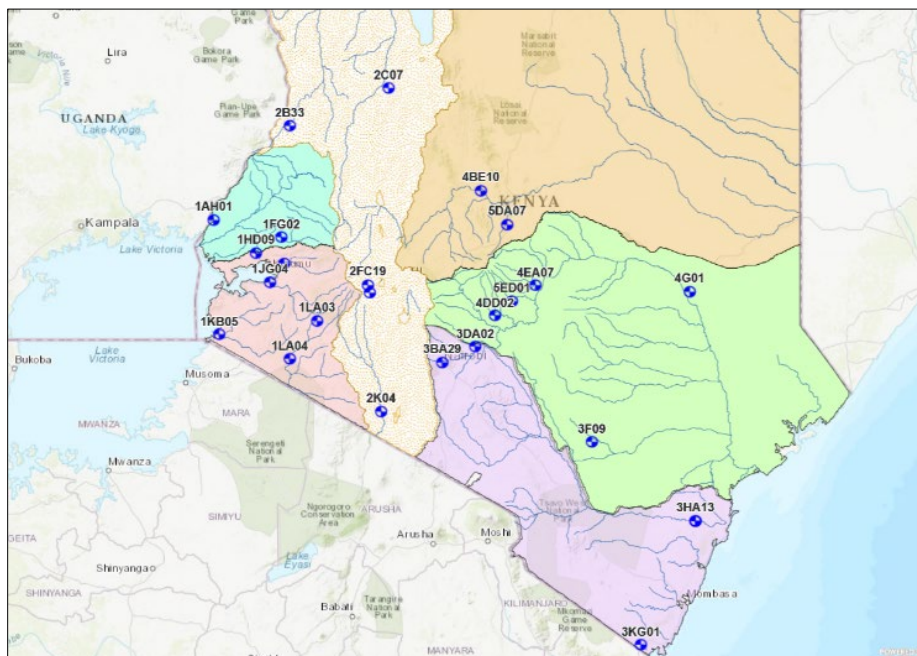 Game Park
Lira
Bokora
Game Park
Marsabit
National
Reserve
2C07
Pian-Upe
Game Park
UGANDA
Lake Kyoga
2B33
Losai
National
Reserve
4BE10
KENYA
1AH01
5DA07
Kampala
1FG02
Lake Victoria
1HD09
1JG04
2FC19
4EA07
5ED01
4G01
4DD02
1LA03
1KB05
3DA02
Lake
Victoria
Bukoba
1LA04
3BA29
Musoma
MARA
MWANZA
2K04
Serengeti
National
Park
3F09
Mwanza
Ngorogoro
Conservation
Area
ARUSHA
Tsavo West
National
Park
SIMIYU
3HA13
GEITA
Arusha
Moshi
Lake
Eyasi
Shinyanga
SHINYANGA
Mombasa
Babati
Tarangire
National
Park
KILIMANJARO
Mkomazi
Game
Reserve
3KG01
MANYARA